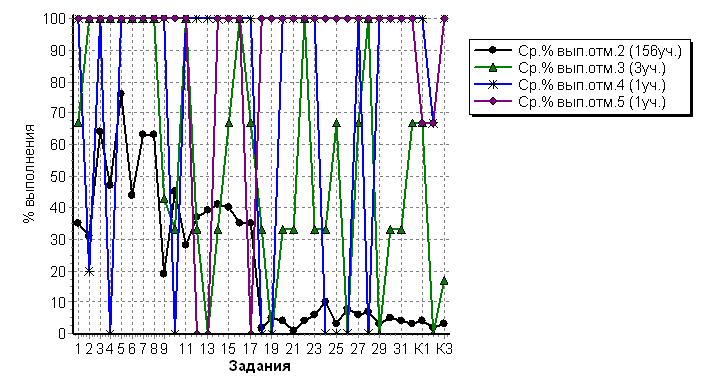 100
90
80
70
60
50
40
30
20
10
0
% выполнения
1 2 3 4 5 6 7 8 9 11 13 15 17 19 21 23 25 27 29 31 К1 К3
Задания
Ср.% вып.отм.2 (156уч.)
Ср.% вып.отм.3 (3уч.)
Ср.% вып.отм.4 (1уч.)
Ср.% вып.отм.5 (1уч.)